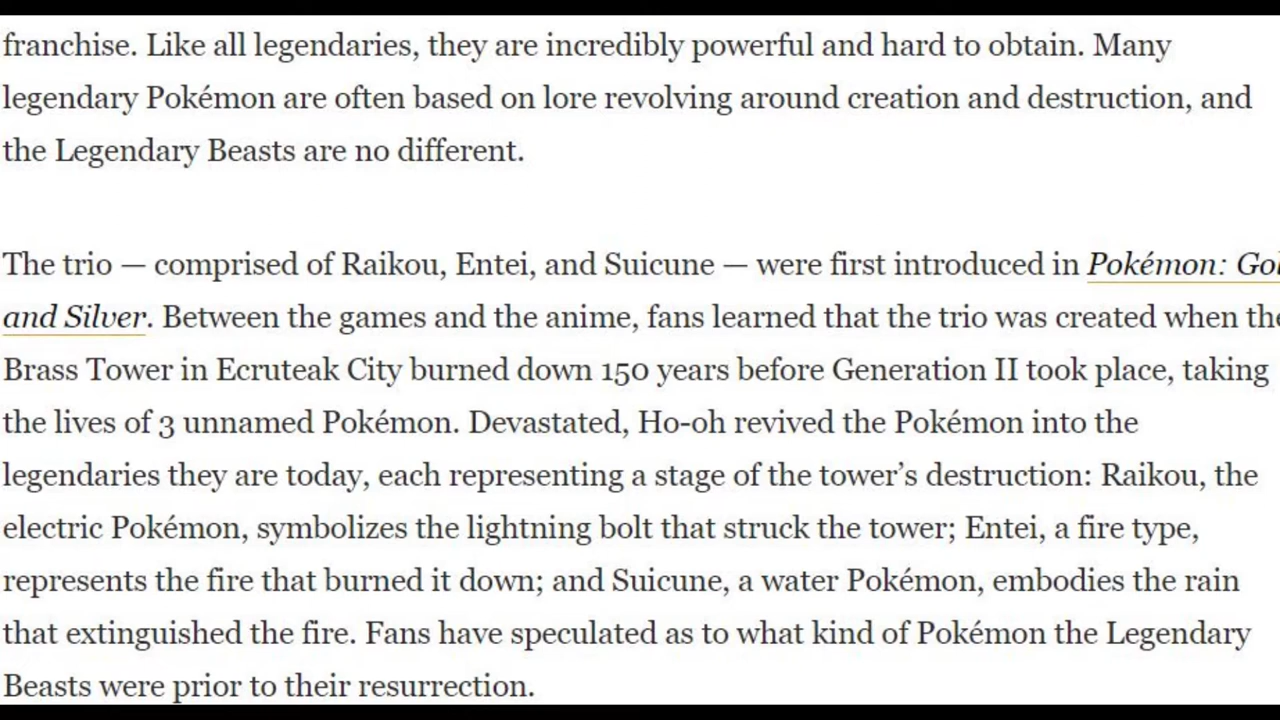 franchise. Like all legendaries, they are incredibly powerful and hard to obtain. Many
legendary Pokémon are often based on lore revolving around creation and destruction, and
the Legendary Beasts are no different.
The trio — comprised of Raikou, Entei, and Suicune — were first introduced in Pokémon: Gol
and Silver. Between the games and the anime, fans learned that the trio was created when the
Brass Tower in Ecruteak City burned down 150 years before Generation II took place, taking
the lives of 3 unnamed Pokémon. Devastated, Ho-oh revived the Pokémon into the
legendaries they are today, each representing a stage of the tower’s destruction: Raikou, the
electric Pokémon, symbolizes the lightning bolt that struck the tower; Entei, a fire type,
represents the fire that burned it down; and Suicune, a water Pokémon, embodies the rain
that extinguished the fire. Fans have speculated as to what kind of Pokémon the Legendary
Beasts were prior to their resurrection.